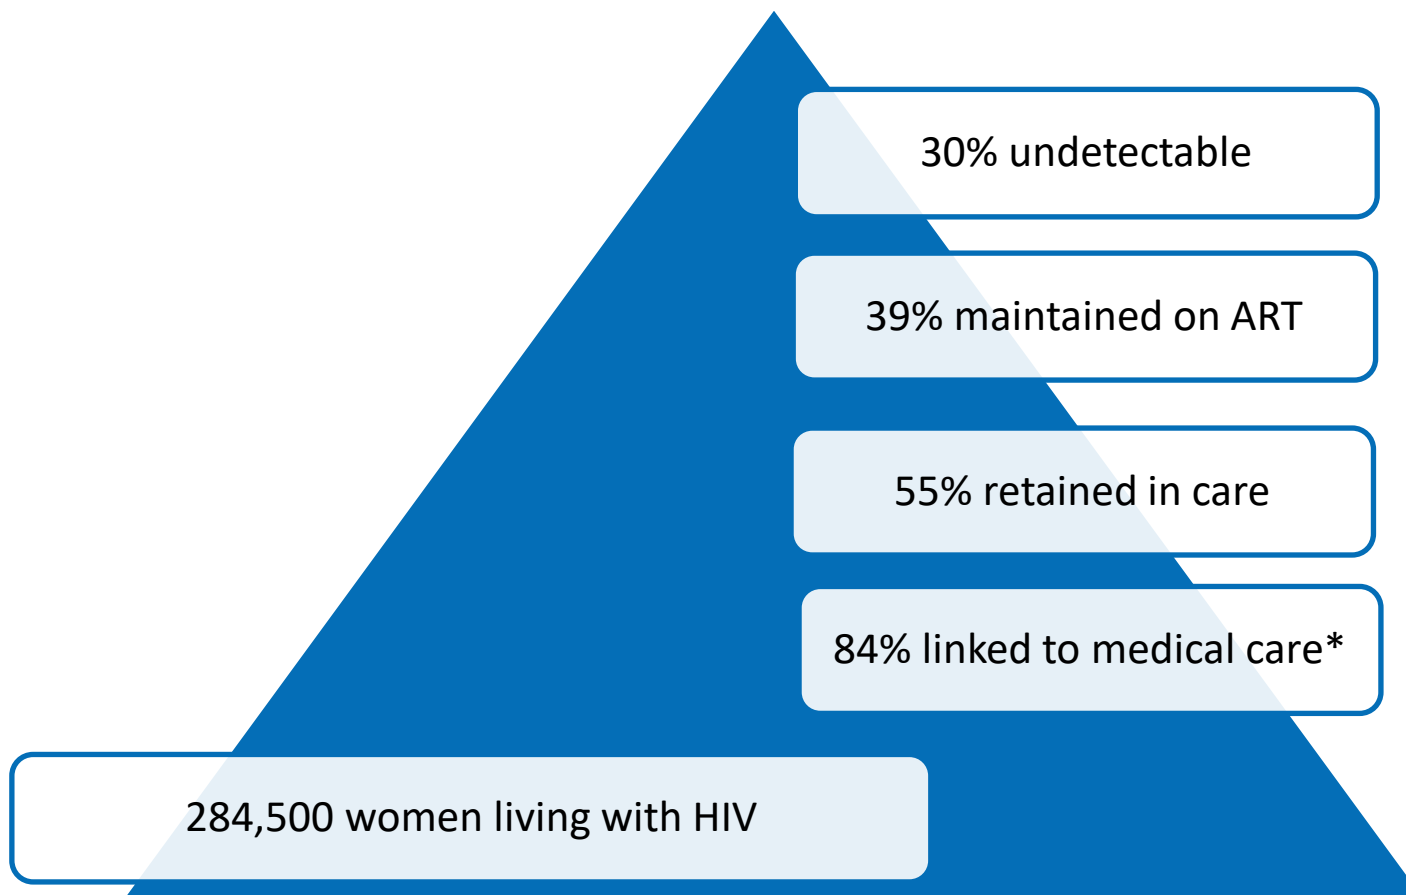 30% undetectable
39% maintained on ART
55% retained in care
84% linked to medical care*
284,500 women living with HIV